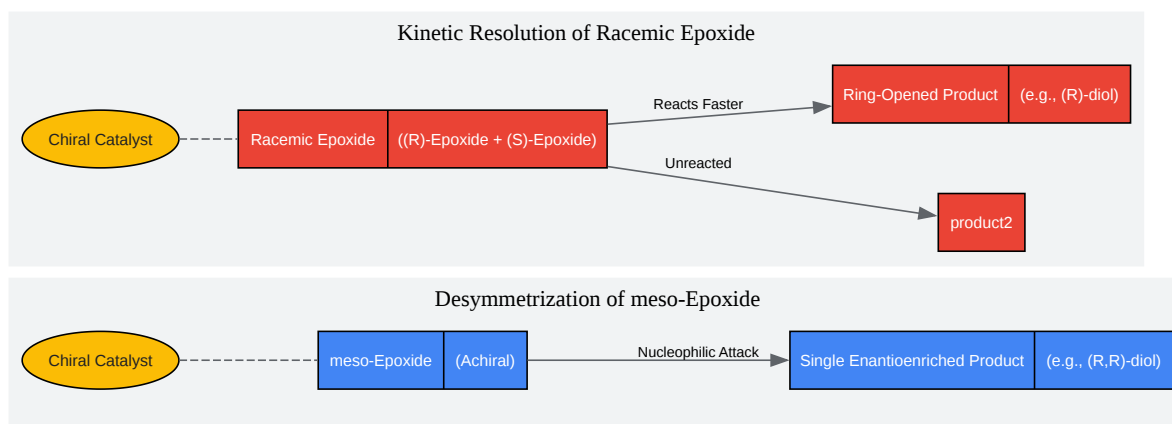 Kinetic Resolution of Racemic Epoxide
Chiral Catalyst
Racemic Epoxide
((R)-Epoxide + (S)-Epoxide)
Reacts Faster
Ring-Opened Product
(e.g., (R)-diol)
Unreacted
product2
Desymmetrization of meso-Epoxide
Chiral Catalyst
meso-Epoxide
(Achiral)
Nucleophilic Attack
Single Enantioenriched Product
(e.g., (R,R)-diol)